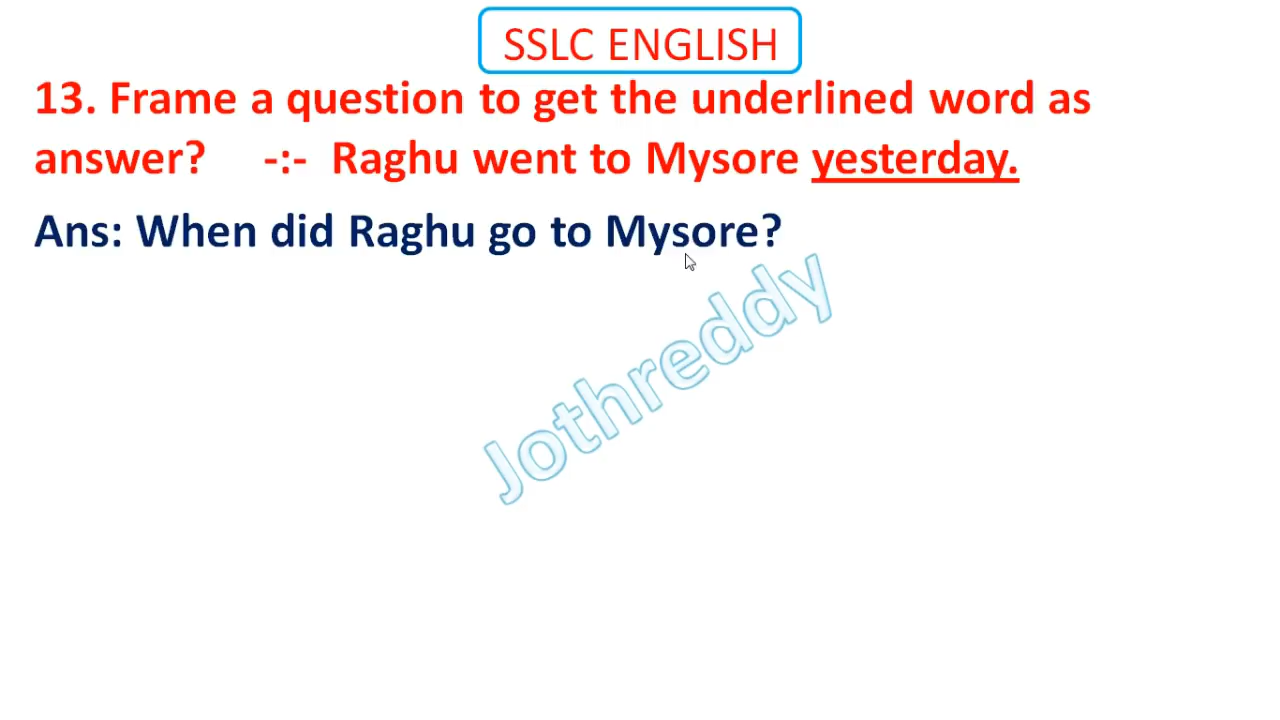 SSLC ENGLISH
13. Frame a question to get the underlined word as
answer? -:- Raghu went to Mysore yesterday.
Ans: When did Raghu go to Mysore?
Jothreddy